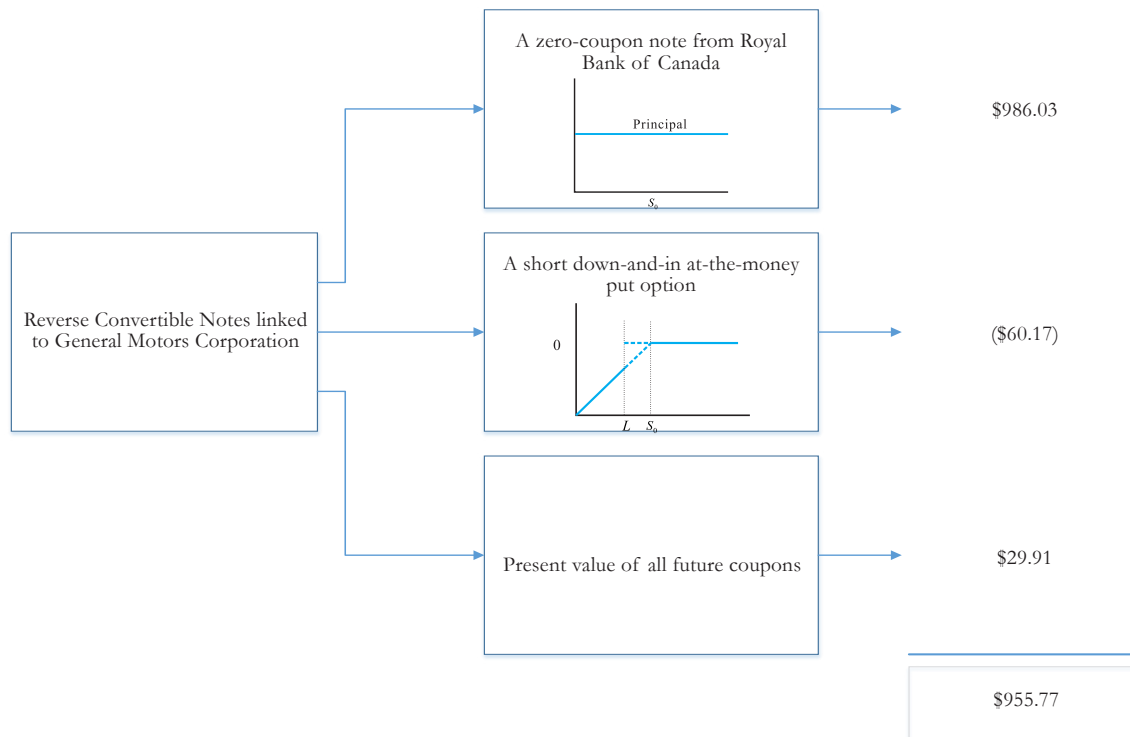 A zero-coupon note from Royal
Bank of Canada
Principal
S₀
$986.03
Reverse Convertible Notes linked
to General Motors Corporation
A short down-and-in at-the-money
put option
0
L S₀
($60.17)
Present value of all future coupons
$29.91
$955.77